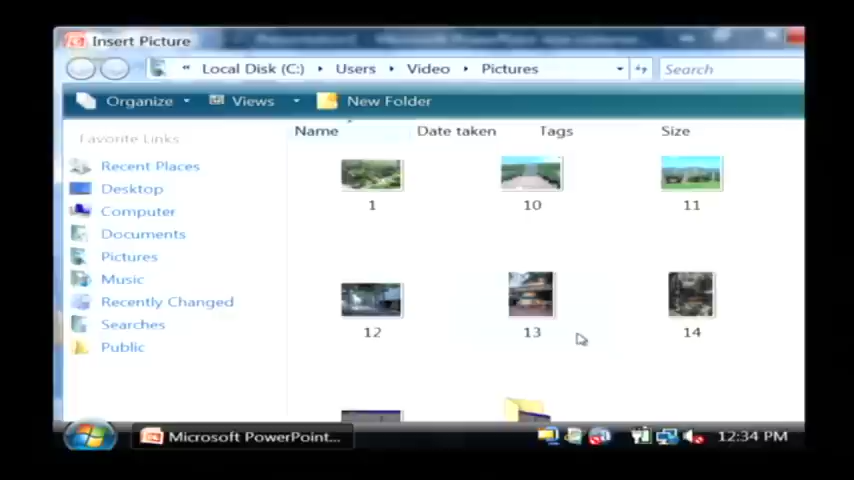 Insert Picture
« Local Disk (C:) ▸ Users ▸ Video ▸ Pictures
Search
Organize
Views
New Folder
Name
Date taken
Tags
Size
Favorite Links
Recent Places
Desktop
Computer
Documents
Pictures
Music
Recently Changed
Searches
Public
1
10
11
12
13
14
Microsoft PowerPoint...
12:34 PM